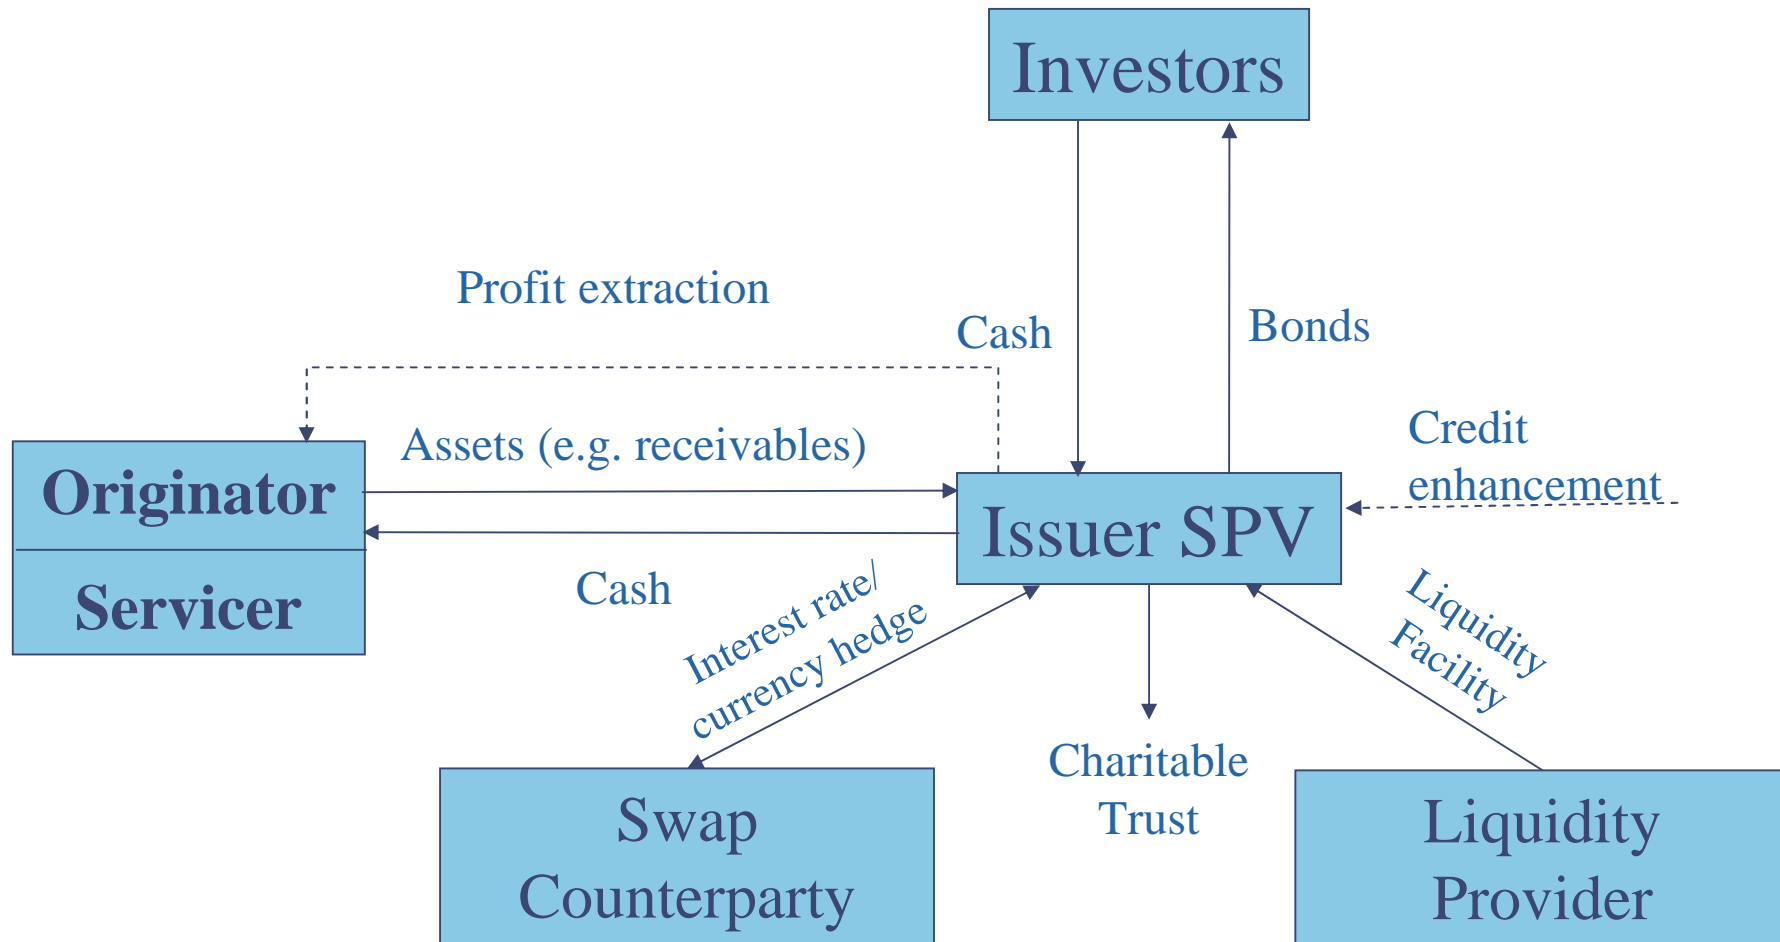 Investors
Profit extraction
Cash
Bonds
Assets (e.g. receivables)
Credit
enhancement
Originator
Issuer SPV
Servicer
Cash
Interest rate/
currency hedge
Liquidity
Facility
Charitable
Trust
Swap
Counterparty
Liquidity
Provider